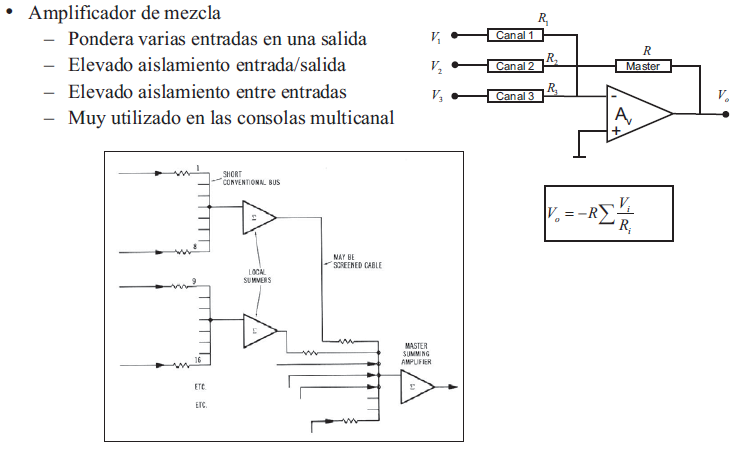 • Amplificador de mezcla
– Pondera varias entradas en una salida
– Elevado aislamiento entrada/salida
– Elevado aislamiento entre entradas
– Muy utilizado en las consolas multicanal
R₁
V₁ Canal 1
R₂
V₂ Canal 2
R₃
V₃ Canal 3
R
Master
Vₒ
-
Aᵥ
+
Vₒ = −R∑ Vᵢ/Rᵢ
1
SHORT
CONVENTIONAL BUS
Σ
8
9
LOCAL
SUMMERS
MAY BE
SCREENED CABLE
Σ
16
ETC.
ETC.
MASTER
SUMMING
AMPLIFIER
Σ